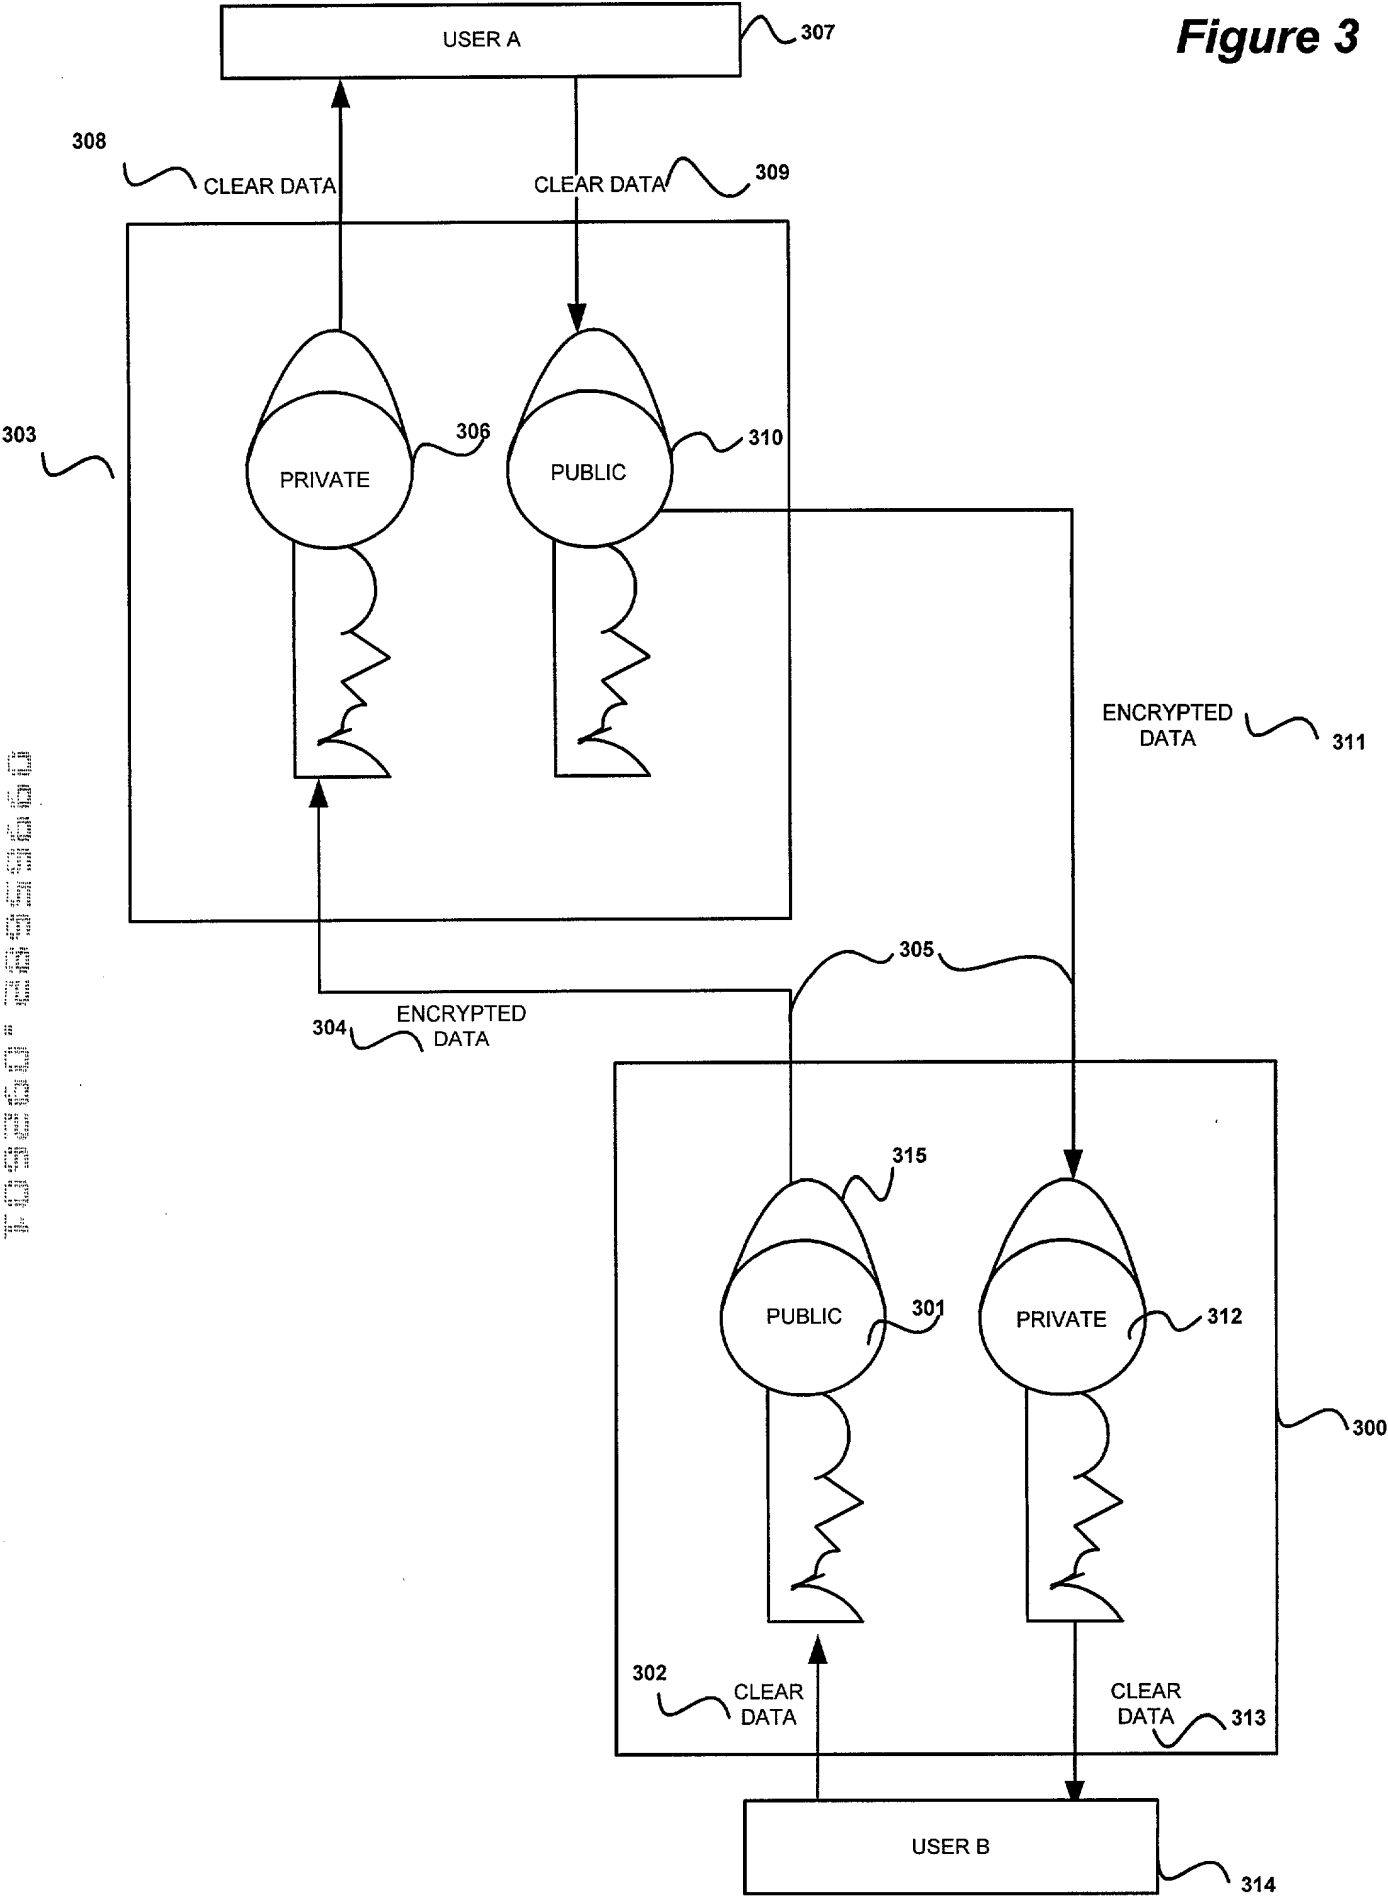 USER A
307
Figure 3
308
CLEAR DATA
CLEAR DATA
309
303
306
310
PRIVATE
PUBLIC
ENCRYPTED
DATA
311
305
304
ENCRYPTED
DATA
315
PUBLIC
301
PRIVATE
312
300
302
CLEAR
DATA
CLEAR
DATA
313
USER B
314